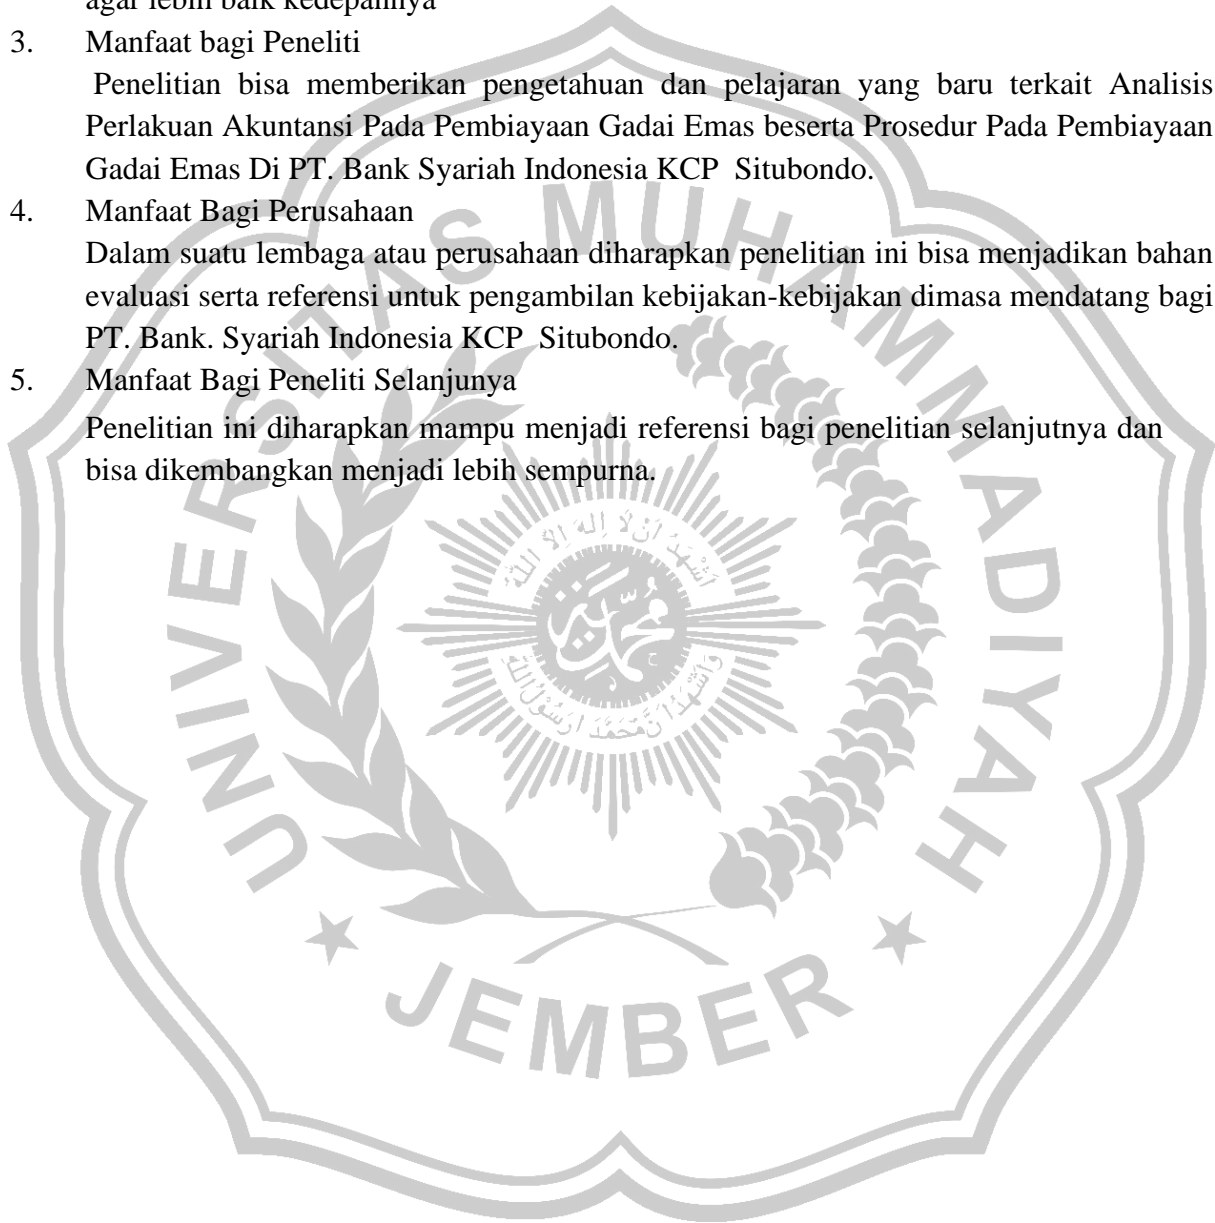 agar lebih baik kedepannya
3. Manfaat bagi Peneliti
Penelitian bisa memberikan pengetahuan dan pelajaran yang baru terkait Analisis
Perlakuan Akuntansi Pada Pembiayaan Gadai Emas beserta Prosedur Pada Pembiayaan
Gadai Emas Di PT. Bank Syariah Indonesia KCP Situbondo.
4. Manfaat Bagi Perusahaan
Dalam suatu lembaga atau perusahaan diharapkan penelitian ini bisa menjadikan bahan
evaluasi serta referensi untuk pengambilan kebijakan-kebijakan dimasa mendatang bagi
PT. Bank. Syariah Indonesia KCP Situbondo.
5. Manfaat Bagi Peneliti Selanjunya
Penelitian ini diharapkan mampu menjadi referensi bagi penelitian selanjutnya dan
bisa dikembangkan menjadi lebih sempurna.
UNIVERSITAS MUHAMMADIYAH
JEMBER